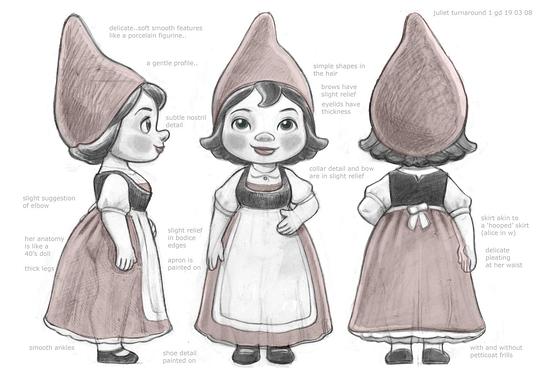 juliet turnaround 1 gd 19 03 08
delicate..soft smooth features
like a porcelain figurine..
a gentle profile..
subtle nostril
detail
simple shapes in
the hair
brows have
slight relief
eyelids have
thickness
collar detail and bow
are in slight relief
slight suggestion
of elbow
her anatomy
is like a
40's doll
thick legs
slight relief
in bodice
edges
apron is
painted on
skirt akin to
a 'hooped' skirt
(alice in w)
delicate
pleating
at her waist
smooth ankles
shoe detail
painted on
with and without
petticoat frills